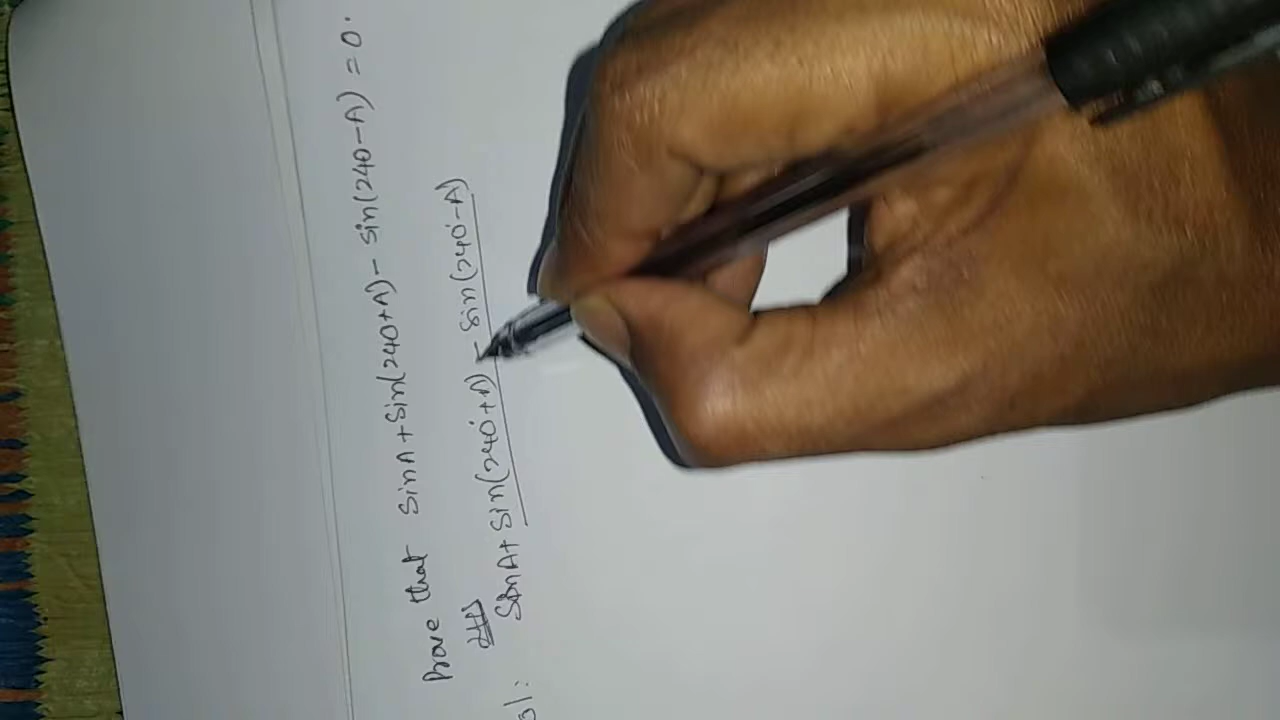 Prove that sinA + sin(240+A) - sin(240-A) = 0.
LHS
sol: SinA + Sin(240°+A) - Sin(240°-A)